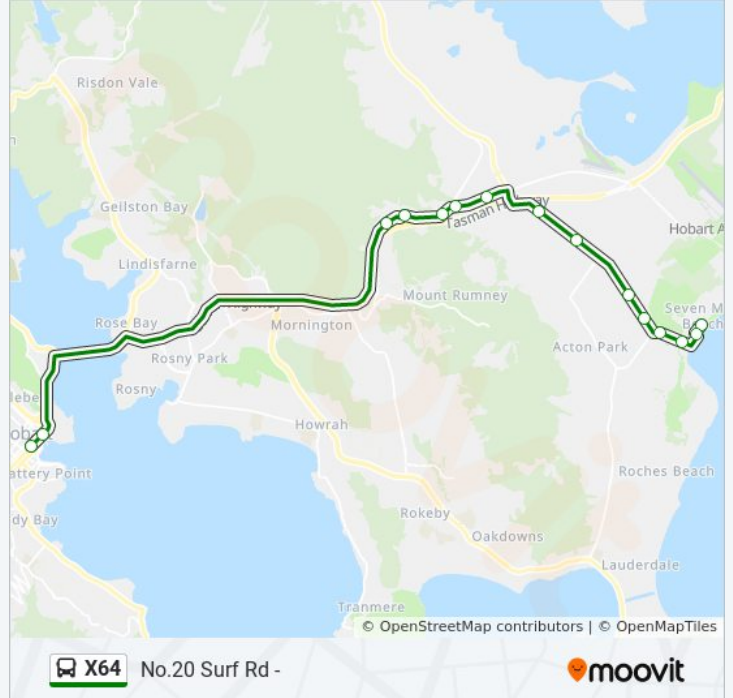 Risdon Vale
Geilston Bay
Tasman H
way
Hobart A
Lindisfarne
Mount Rumney
Seven M
Rose Bay
Mornington
Rosny Park
Acton Park
Rosny
Howrah
attery Point
Roches Beach
dy Bay
Rokeby
Oakdowns
Lauderdale
Tranmere
© OpenStreetMap contributors | © OpenMapTiles
X64 No.20 Surf Rd -
moovit